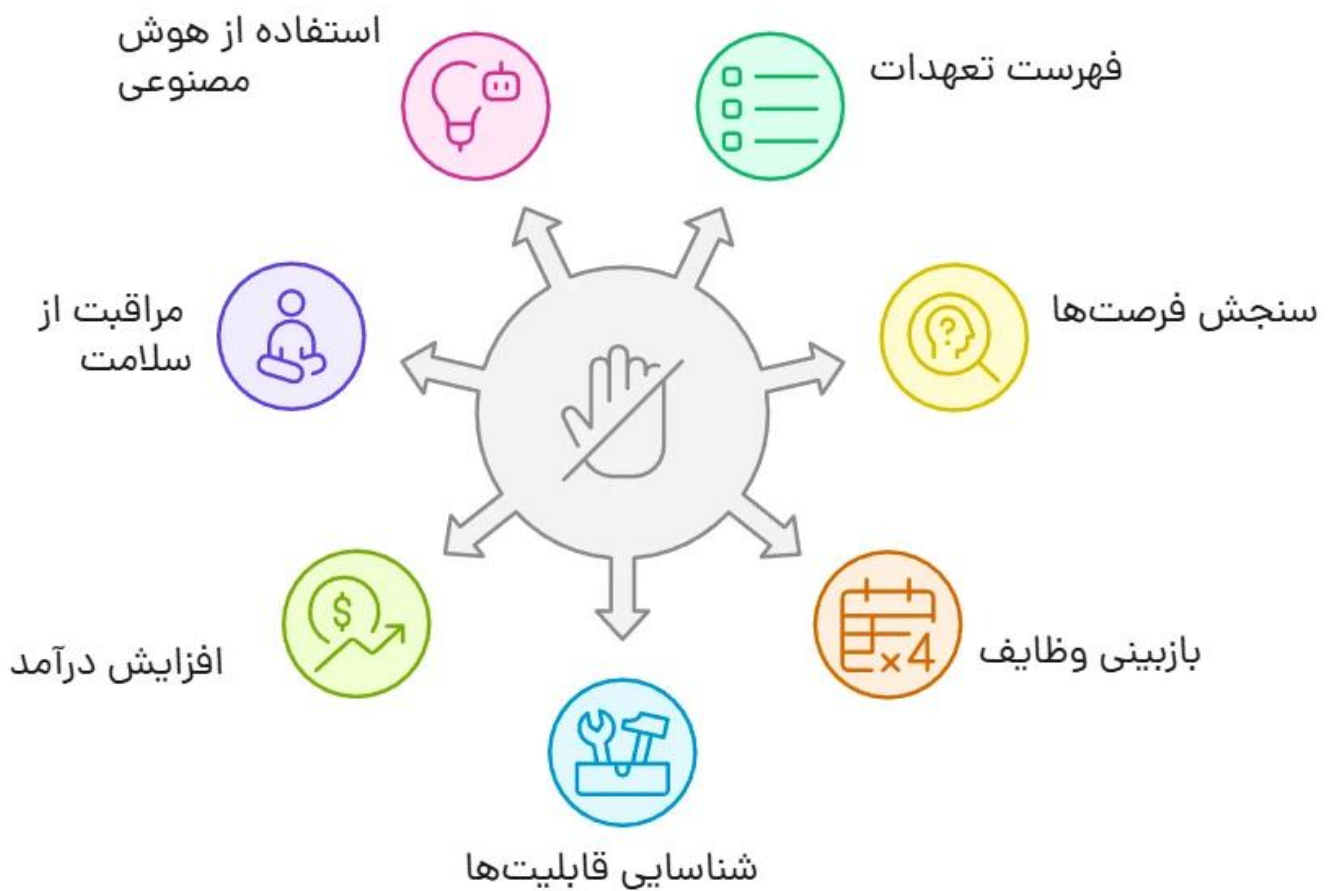 استفاده از هوش
مصنوعی
فهرست تعهدات
سنجش فرصت‌ها
مراقبت از
سلامت
$
×4
بازبینی وظایف
افزایش درآمد
شناسایی قابلیت‌ها
?